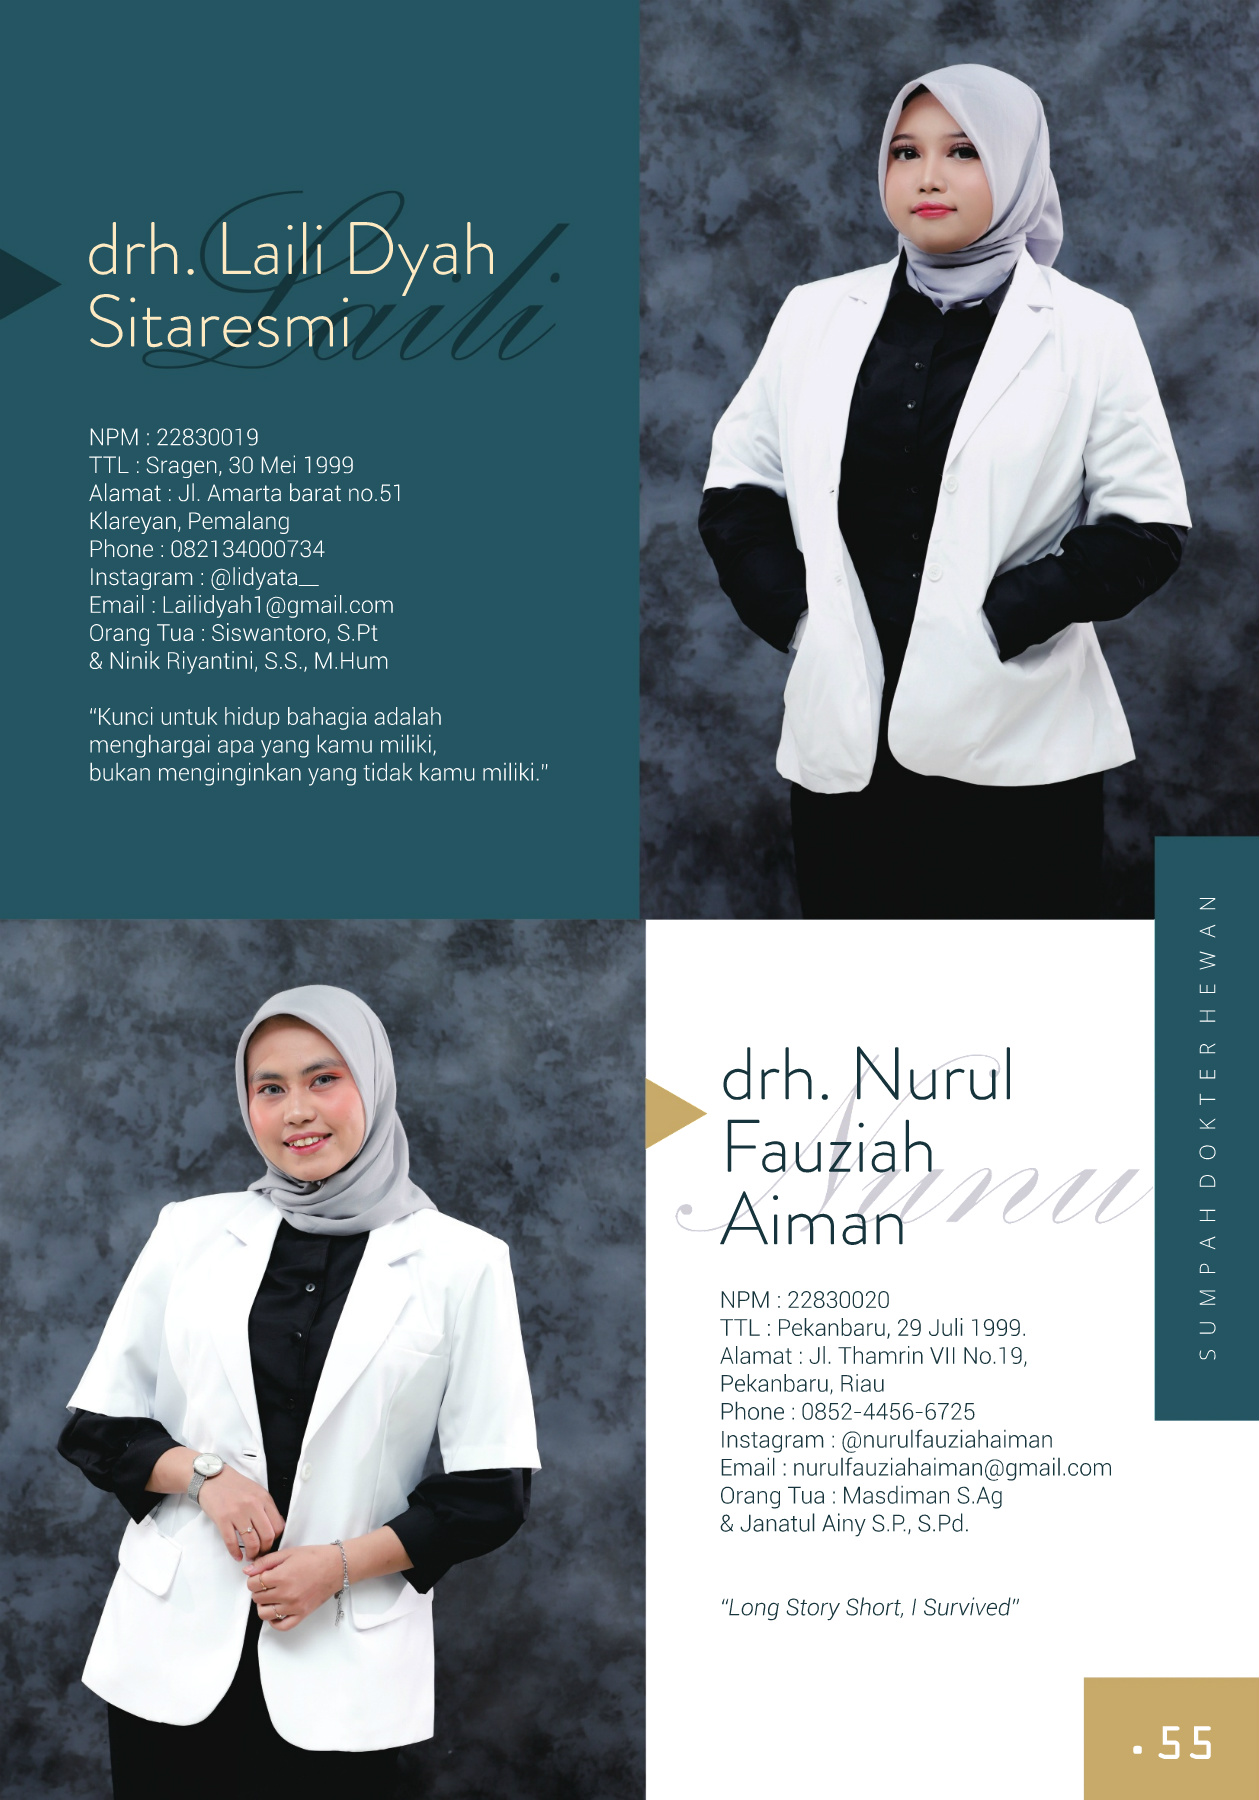 Laili
drh. Laili Dyah
Sitaresmi
NPM : 22830019
TTL : Sragen, 30 Mei 1999
Alamat : Jl. Amarta barat no.51
Klareyan, Pemalang
Phone : 082134000734
Instagram : @lidyata__
Email : Lailidyah1@gmail.com
Orang Tua : Siswantoro, S.Pt
& Ninik Riyantini, S.S., M.Hum
“Kunci untuk hidup bahagia adalah
menghargai apa yang kamu miliki,
bukan menginginkan yang tidak kamu miliki.”
SUMPAH DOKTER HEWAN
Nunu
drh. Nurul
Fauziah
Aiman
NPM : 22830020
TTL : Pekanbaru, 29 Juli 1999.
Alamat : Jl. Thamrin VII No.19,
Pekanbaru, Riau
Phone : 0852-4456-6725
Instagram : @nurulfauziahaiman
Email : nurulfauziahaiman@gmail.com
Orang Tua : Masdiman S.Ag
& Janatul Ainy S.P., S.Pd.
“Long Story Short, I Survived”
.55